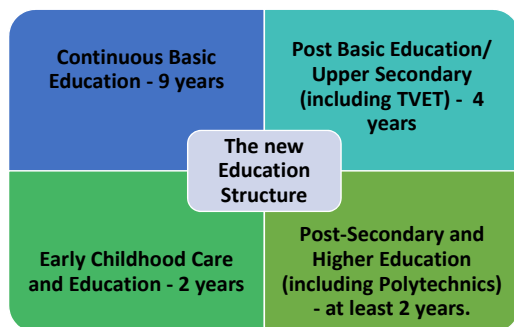 Continuous Basic
Education - 9 years
Post Basic Education/
Upper Secondary
(including TVET) - 4
years
The new
Education
Structure
Early Childhood Care
and Education - 2 years
Post-Secondary and
Higher Education
(including Polytechnics)
- at least 2 years.